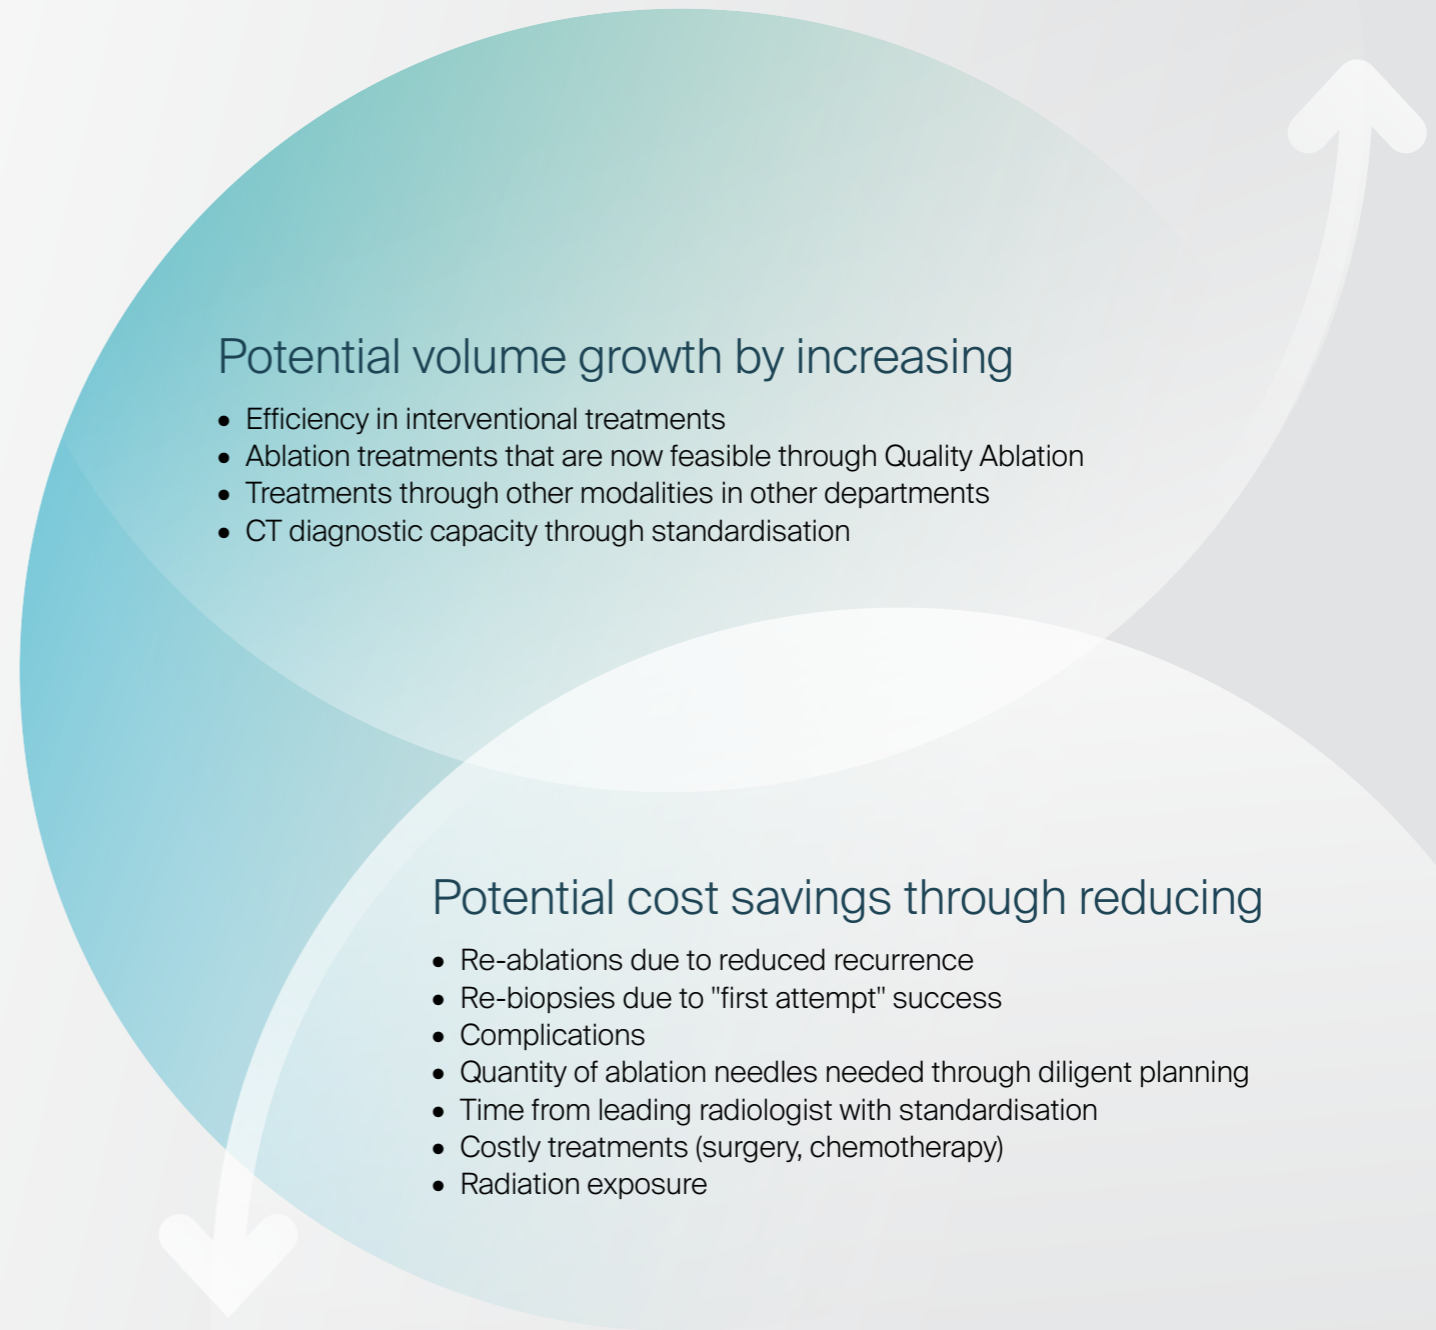 Potential volume growth by increasing
• Efficiency in interventional treatments
• Ablation treatments that are now feasible through Quality Ablation
• Treatments through other modalities in other departments
• CT diagnostic capacity through standardisation
Potential cost savings through reducing
• Re-ablations due to reduced recurrence
• Re-biopsies due to "first attempt" success
• Complications
• Quantity of ablation needles needed through diligent planning
• Time from leading radiologist with standardisation
• Costly treatments (surgery, chemotherapy)
• Radiation exposure